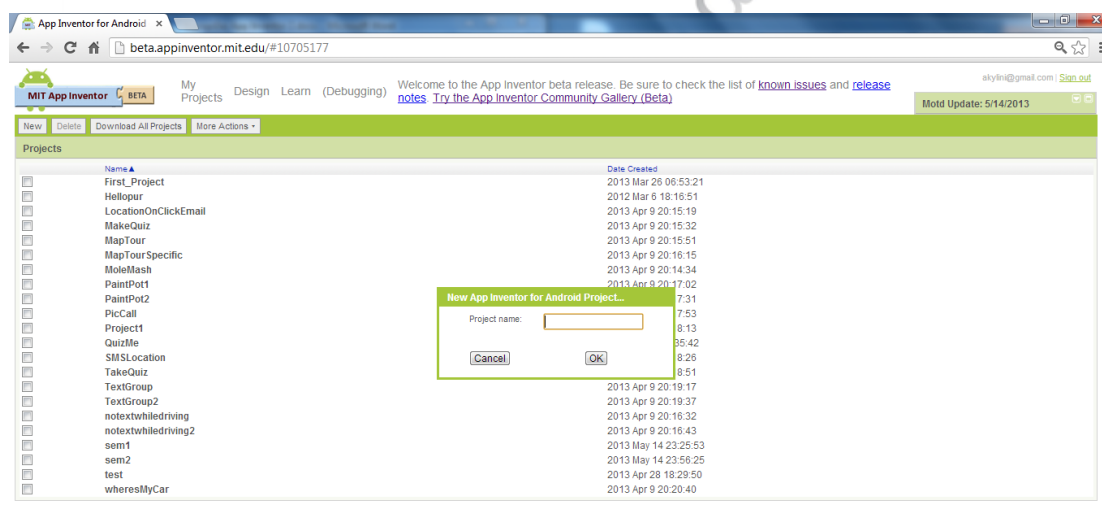 App Inventor for Android
beta.appinventor.mit.edu/#10705177
akylini@gmail.com | Sign out
MIT App Inventor BETA
My Projects Design Learn (Debugging)
Welcome to the App Inventor beta release. Be sure to check the list of known issues and release
notes. Try the App Inventor Community Gallery (Beta)
Motd Update: 5/14/2013
New Delete Download All Projects More Actions
Projects
Name Date Created
First_Project 2013 Mar 26 06:53:21
Hellopur 2012 Mar 6 18:16:51
LocationOnClickEmail 2013 Apr 9 20:15:19
MakeQuiz 2013 Apr 9 20:15:32
MapTour 2013 Apr 9 20:15:51
MapTourSpecific 2013 Apr 9 20:16:15
MoleMash 2013 Apr 9 20:14:34
PaintPot1 2013 Apr 9 20:17:02
PaintPot2 7:31
PicCall 7:53
Project1 8:13
QuizMe 35:42
SMSLocation 8:26
TakeQuiz 8:51
TextGroup 2013 Apr 9 20:19:17
TextGroup2 2013 Apr 9 20:19:37
notextwhiledriving 2013 Apr 9 20:16:32
notextwhiledriving2 2013 Apr 9 20:16:43
sem1 2013 May 14 23:25:53
sem2 2013 May 14 23:56:25
test 2013 Apr 28 18:29:50
wheresMyCar 2013 Apr 9 20:20:40
New App Inventor for Android Project...
Project name:
Cancel OK